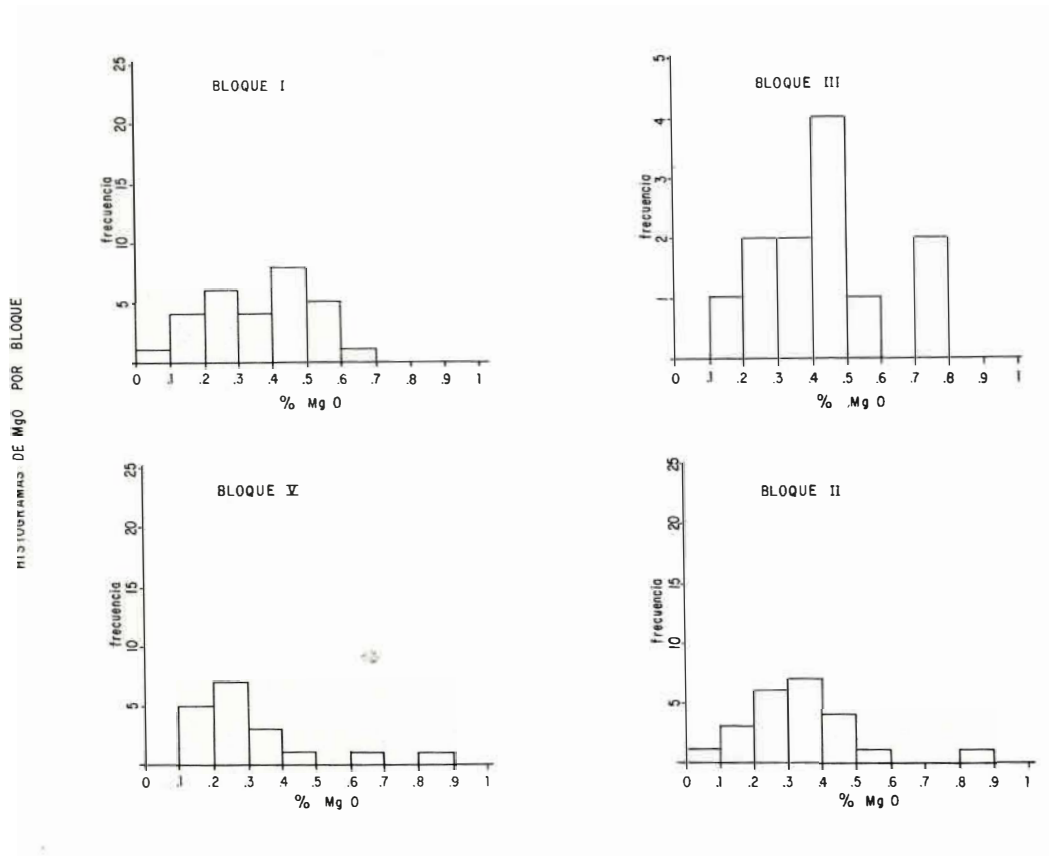 HISTOGRAMAS DE MgO POR BLOQUE
BLOQUE I
frecuencia
25
20
15
10
5
0 .1 .2 .3 .4 .5 .6 .7 .8 .9 1
% Mg O
BLOQUE III
frecuencia
5
4
3
2
1
0 .1 .2 .3 .4 .5 .6 .7 .8 .9 1
% Mg O
BLOQUE V
frecuencia
25
20
15
10
5
0 .1 .2 .3 .4 .5 .6 .7 .8 .9 1
% Mg O
BLOQUE II
frecuencia
25
20
15
10
5
0 .1 .2 .3 .4 .5 .6 .7 .8 .9 1
% Mg O